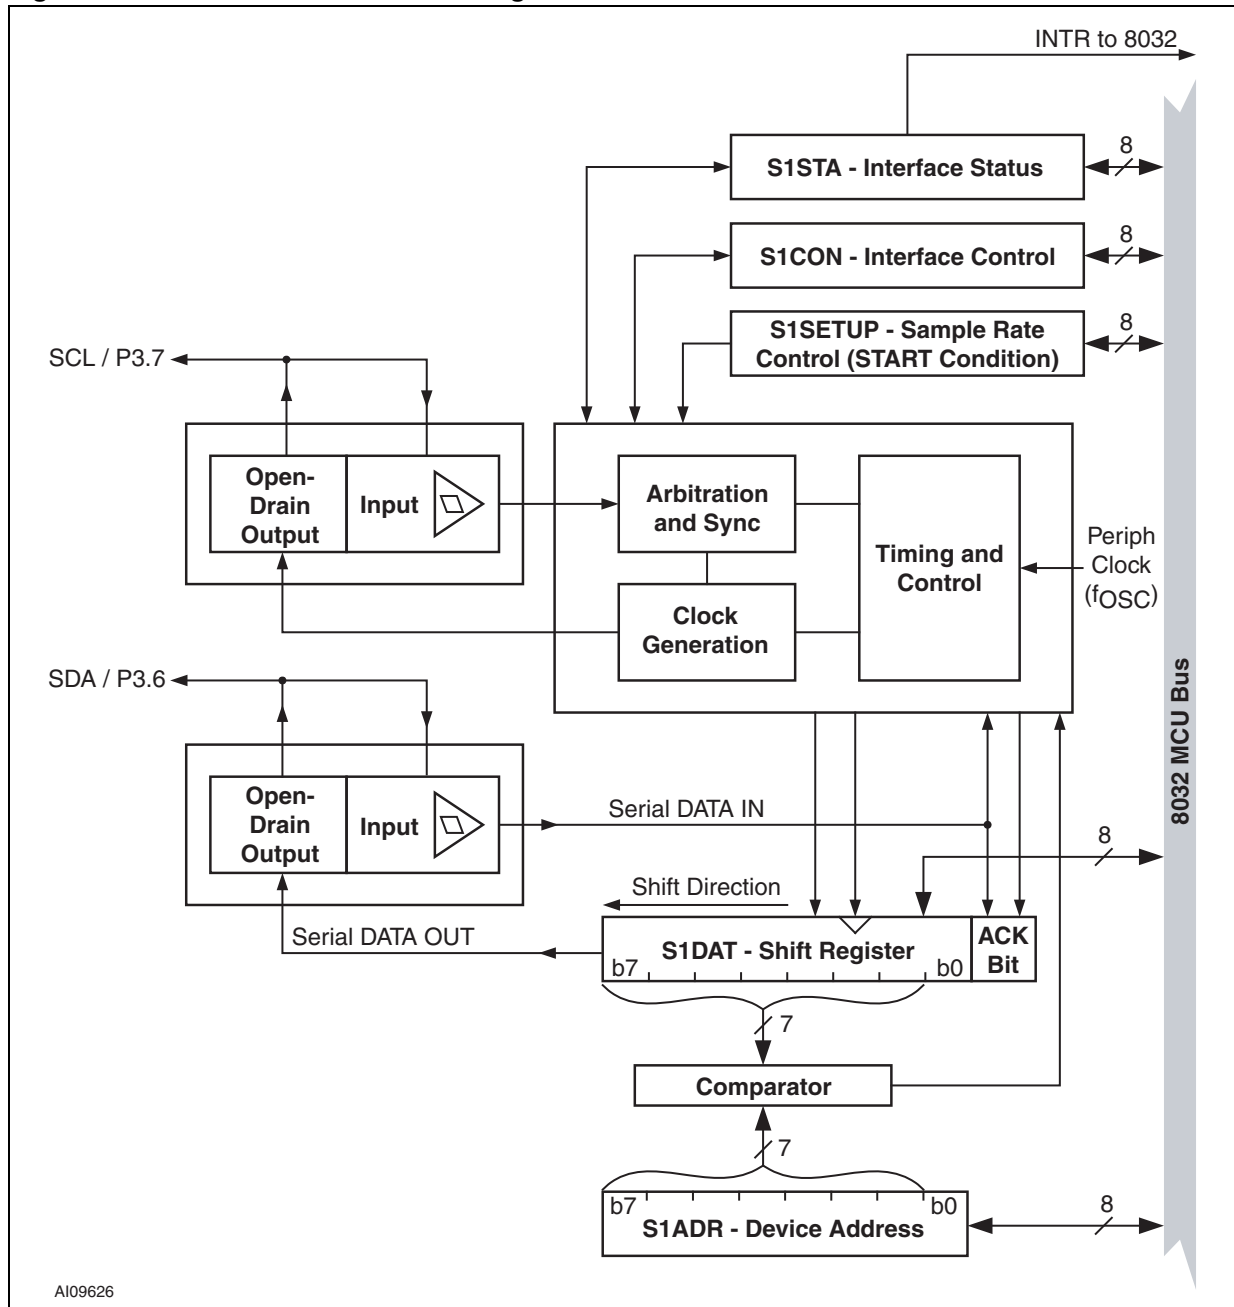 INTR to 8032
8
S1STA - Interface Status
8
S1CON - Interface Control
8
S1SETUP - Sample Rate
Control (START Condition)
SCL / P3.7
Open-
Drain
Output
Input
Arbitration
and Sync
Timing and
Control
Periph
Clock
(fOSC)
Clock
Generation
SDA / P3.6
8032 MCU Bus
Open-
Drain
Output
Input
Serial DATA IN
8
Shift Direction
Serial DATA OUT
S1DAT - Shift Register
b7
b0
ACK
Bit
7
Comparator
7
b7
b0
S1ADR - Device Address
8
AI09626